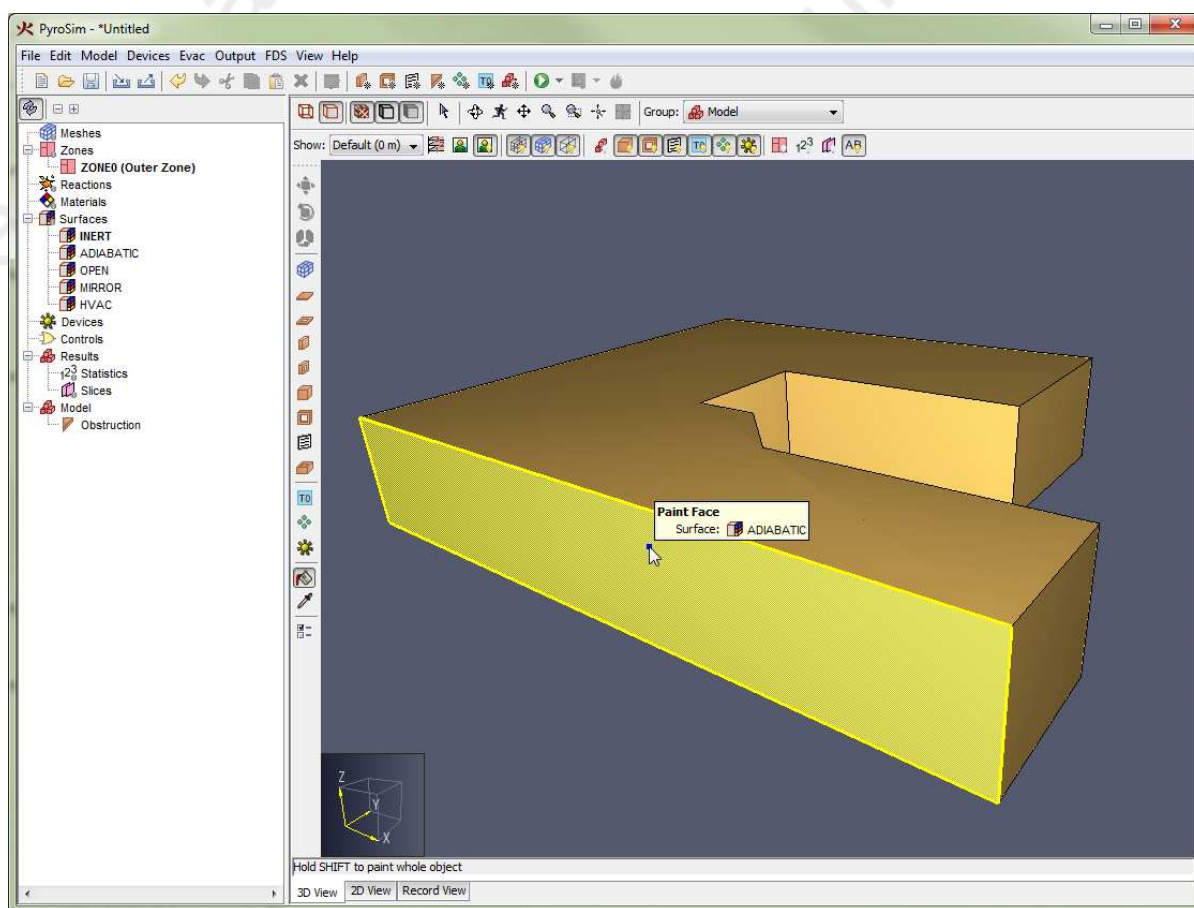 PyroSim - *Untitled
File Edit Model Devices Evac Output FDS View Help
Group: Model
Show: Default (0 m)
Meshes
Zones
ZONE0 (Outer Zone)
Reactions
Materials
Surfaces
INERT
ADIABATIC
OPEN
MIRROR
HVAC
Devices
Controls
Results
Statistics
Slices
Model
Obstruction
Paint Face
Surface: ADIABATIC
Z
Y
X
Hold SHIFT to paint whole object
3D View 2D View Record View